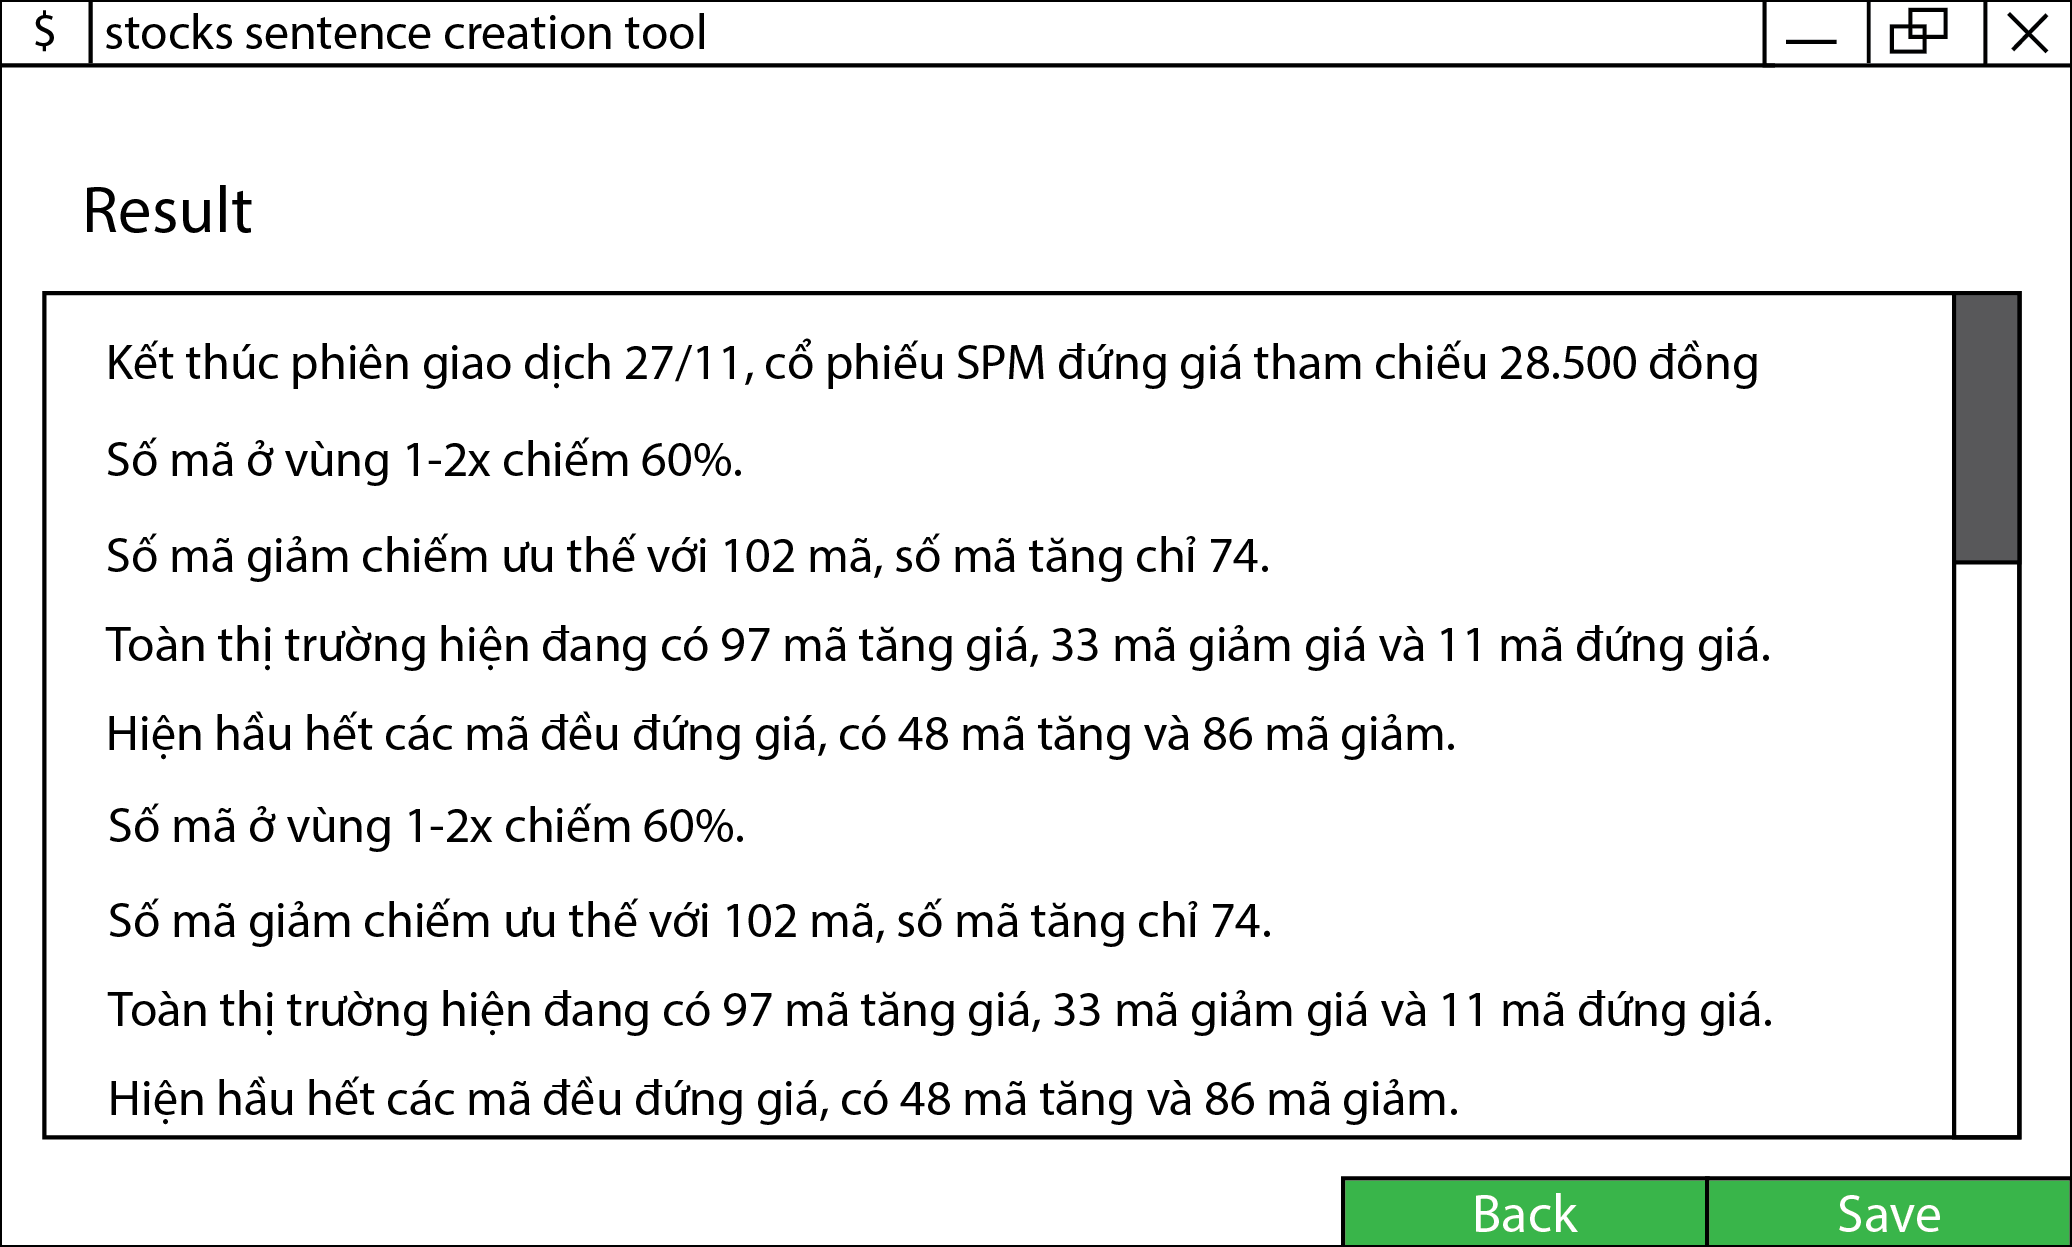 $ stocks sentence creation tool
Result
Kết thúc phiên giao dịch 27/11, cổ phiếu SPM đứng giá tham chiếu 28.500 đồng
Số mã ở vùng 1-2x chiếm 60%.
Số mã giảm chiếm ưu thế với 102 mã, số mã tăng chỉ 74.
Toàn thị trường hiện đang có 97 mã tăng giá, 33 mã giảm giá và 11 mã đứng giá.
Hiện hầu hết các mã đều đứng giá, có 48 mã tăng và 86 mã giảm.
Số mã ở vùng 1-2x chiếm 60%.
Số mã giảm chiếm ưu thế với 102 mã, số mã tăng chỉ 74.
Toàn thị trường hiện đang có 97 mã tăng giá, 33 mã giảm giá và 11 mã đứng giá.
Hiện hầu hết các mã đều đứng giá, có 48 mã tăng và 86 mã giảm.
Back Save